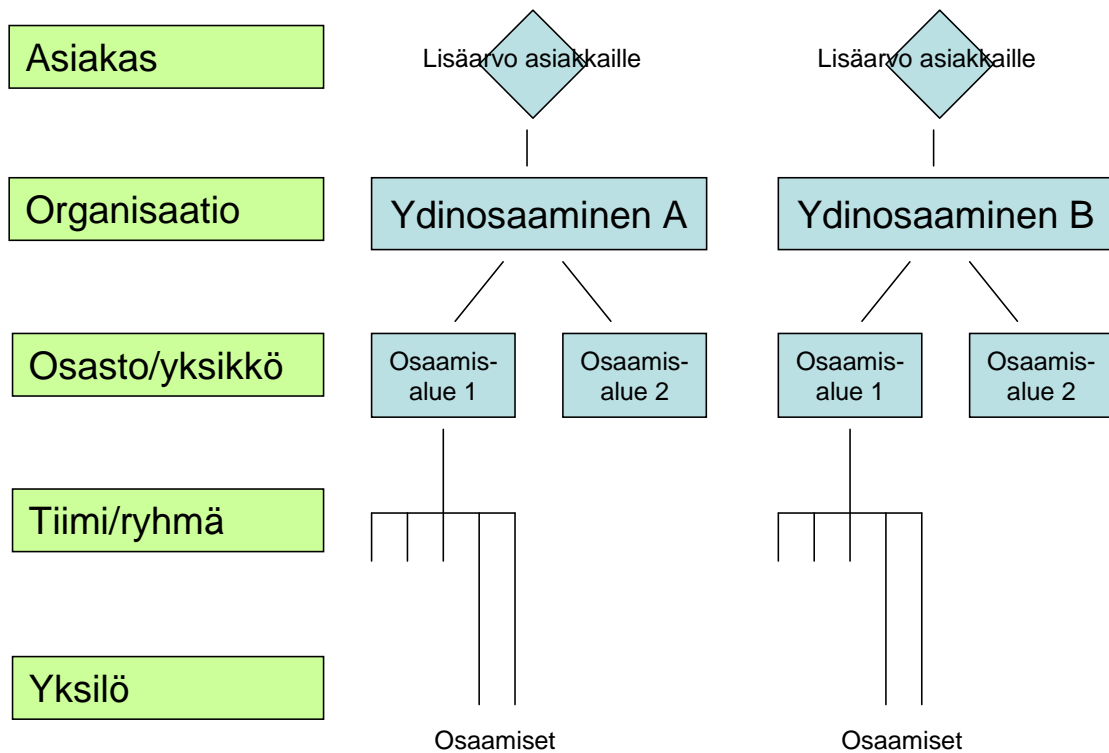 Asiakas
Lisäarvo asiakkaille
Lisäarvo asiakkaille
Organisaatio
Ydinosaaminen A
Ydinosaaminen B
Osasto/yksikkö
Osaamis-
alue 1
Osaamis-
alue 2
Osaamis-
alue 1
Osaamis-
alue 2
Tiimi/ryhmä
Yksilö
Osaamiset
Osaamiset